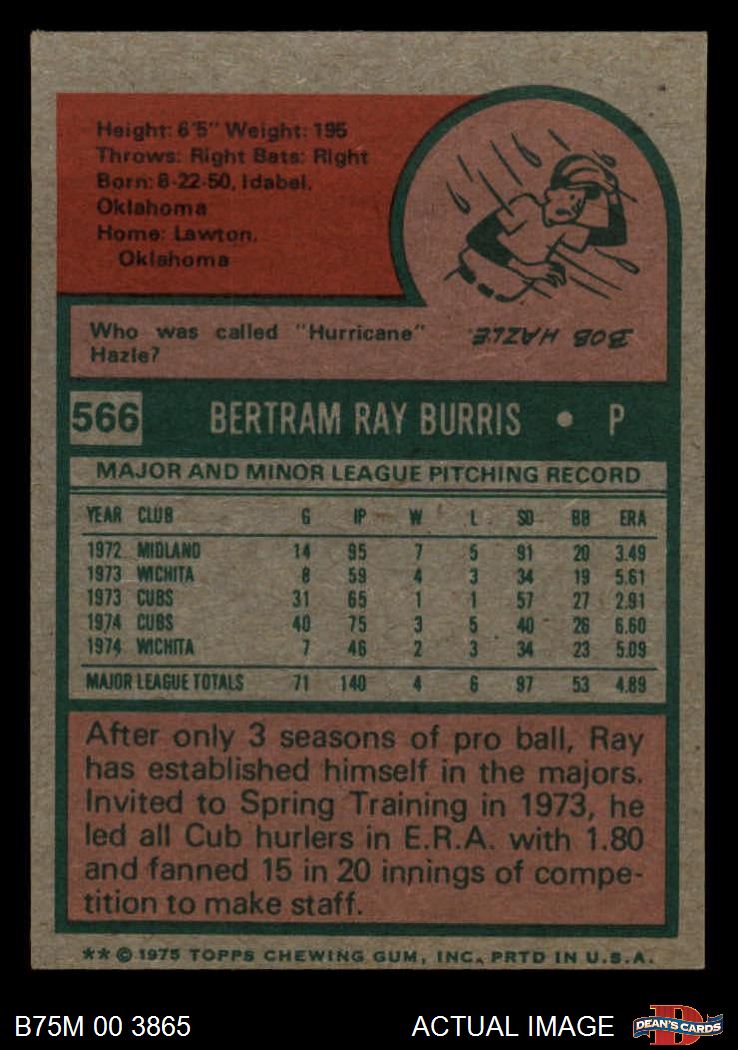 Height: 6'5" Weight: 195
Throws: Right Bats: Right
Born: 8-22-50, Idabel,
Oklahoma
Home: Lawton,
Oklahoma
Who was called "Hurricane"
Hazle?
BOB HAZLE
566 BERTRAM RAY BURRIS • P
MAJOR AND MINOR LEAGUE PITCHING RECORD
YEAR CLUB G IP W L SO BB ERA
1972 MIDLAND 14 95 7 5 91 20 3.49
1973 WICHITA 8 59 4 3 34 19 5.61
1973 CUBS 31 65 1 1 57 27 2.91
1974 CUBS 40 75 3 5 40 26 6.60
1974 WICHITA 7 46 2 3 34 23 5.09
MAJOR LEAGUE TOTALS 71 140 4 6 97 53 4.89
After only 3 seasons of pro ball, Ray
has established himself in the majors.
Invited to Spring Training in 1973, he
led all Cub hurlers in E.R.A. with 1.80
and fanned 15 in 20 innings of compe-
tition to make staff.
** © 1975 TOPPS CHEWING GUM, INC. PRTD IN U.S.A.
B75M 00 3865 ACTUAL IMAGE
D
DEAN'S CARDS